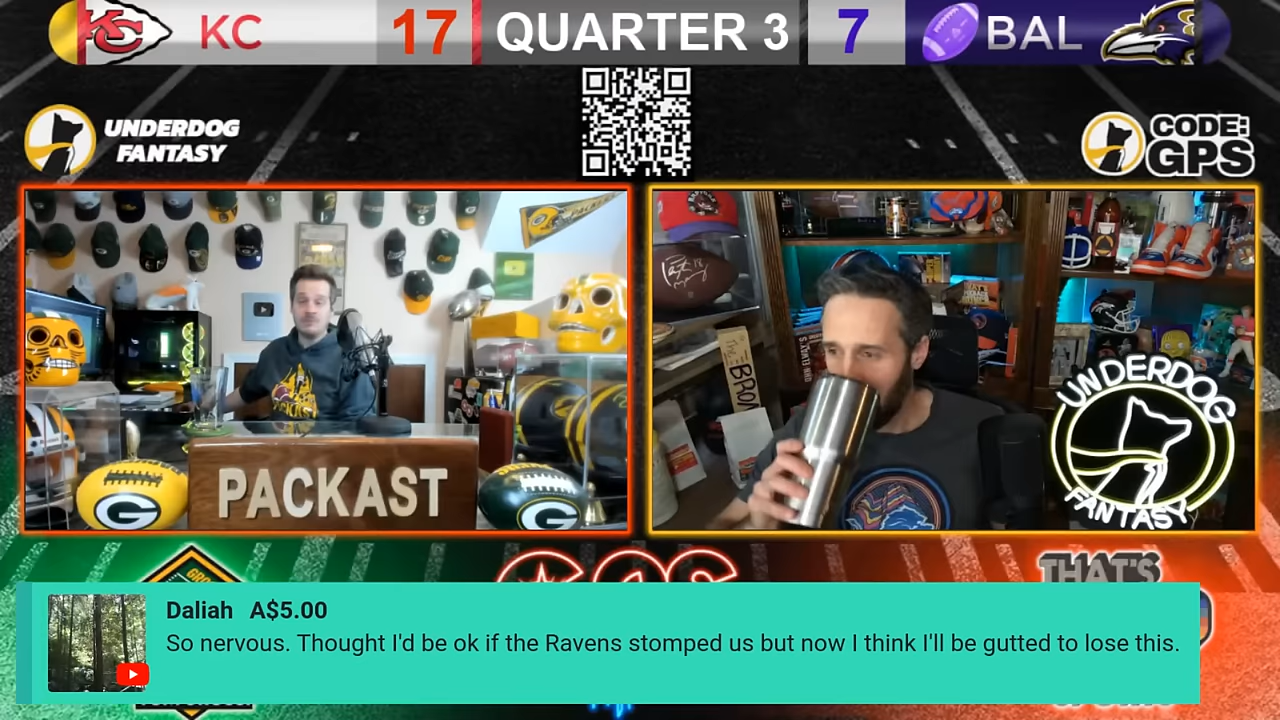 KC 17 QUARTER 3 7 BAL
UNDERDOG
FANTASY
CODE:
GPS
PACKAST
G
G
UNDERDOG
FANTASY
THAT'S
Daliah A$5.00
So nervous. Thought I'd be ok if the Ravens stomped us but now I think I'll be gutted to lose this.